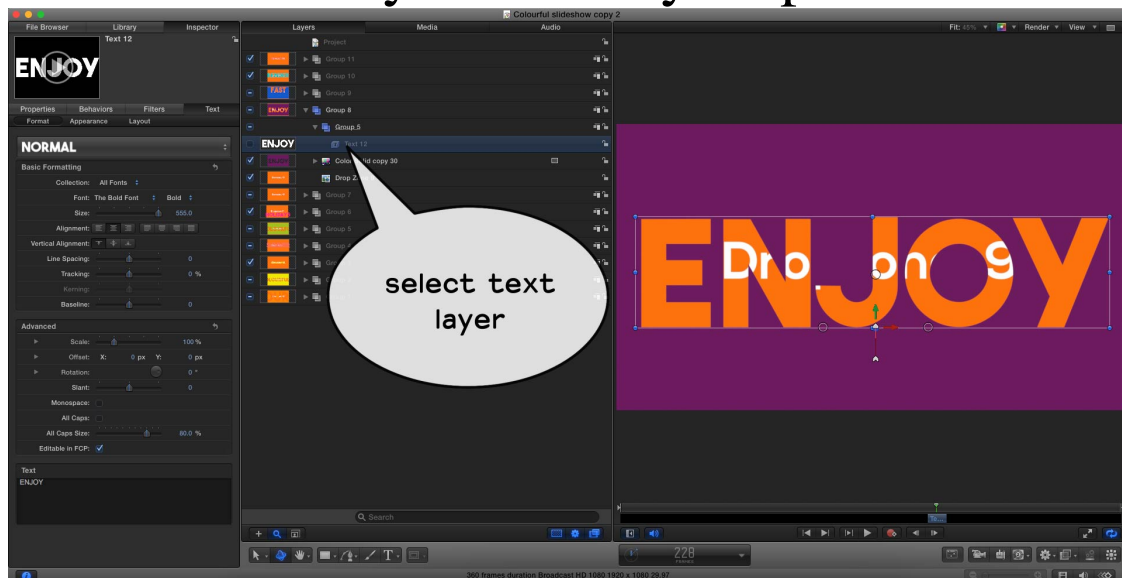 Colourful slideshow copy 2
File Browser Library Inspector
Layers Media Audio
Fit: 45% Render View
Text 12
ENJOY
Project
Group 11
Group 10
FAST Group 9
Properties Behaviors Filters Text
ENJOY Group 8
Format Appearance Layout
Group 5
NORMAL
ENJOY Text 12
Basic Formatting
Collection: All Fonts
Font: The Bold Font Bold
Size: 555.0
Alignment:
Vertical Alignment:
Line Spacing: 0
Tracking: 0 %
Kerning:
Baseline: 0
Group 7
Group 6
Group 5
select text
layer
ENJOY
Advanced
Scale: 100 %
Offset: X: 0 px Y: 0 px
Rotation: 0 °
Slant: 0
Monospace:
All Caps:
All Caps Size: 80.0 %
Editable in FCP:
Text
ENJOY
Search
228
360 frames duration Broadcast HD 1080 1920 x 1080 29.97